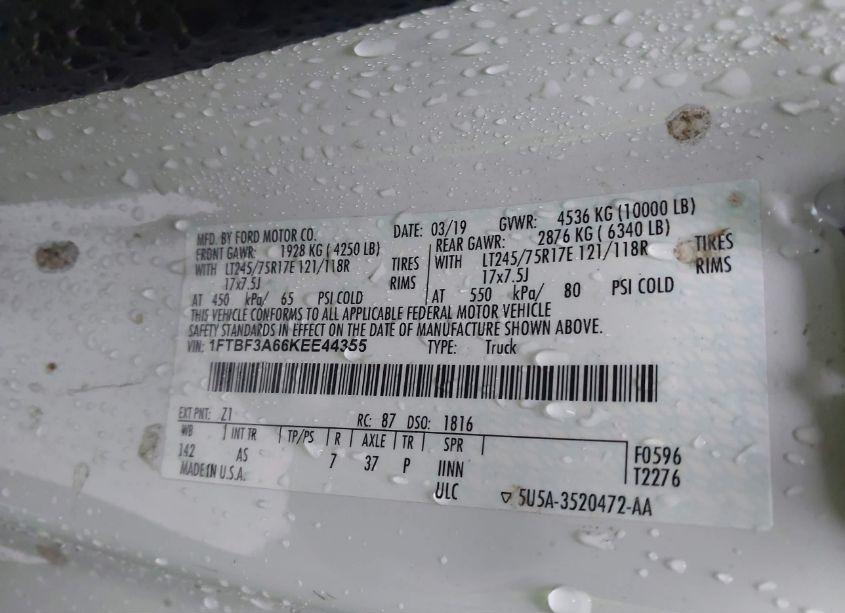 MFD. BY FORD MOTOR CO. DATE: 03/19 GVWR: 4536 KG (10000 LB)
FRONT GAWR: 1928 KG ( 4250 LB) REAR GAWR: 2876 KG ( 6340 LB)
WITH LT245/75R17E 121/118R TIRES WITH LT245/75R17E 121/118R TIRES
17x7.5J RIMS 17x7.5J RIMS
AT 450 kPa/ 65 PSI COLD AT 550 kPa/ 80 PSI COLD
THIS VEHICLE CONFORMS TO ALL APPLICABLE FEDERAL MOTOR VEHICLE
SAFETY STANDARDS IN EFFECT ON THE DATE OF MANUFACTURE SHOWN ABOVE.
VIN: 1FTBF3A66KEE44355 TYPE: Truck
EXT PNT: Z1 RC: 87 DSO: 1816
WB INT TR TP/PS R AXLE TR SPR F0596
142 AS 7 37 P IINN T2276
MADE IN U.S.A. ULC 5U5A-3520472-AA